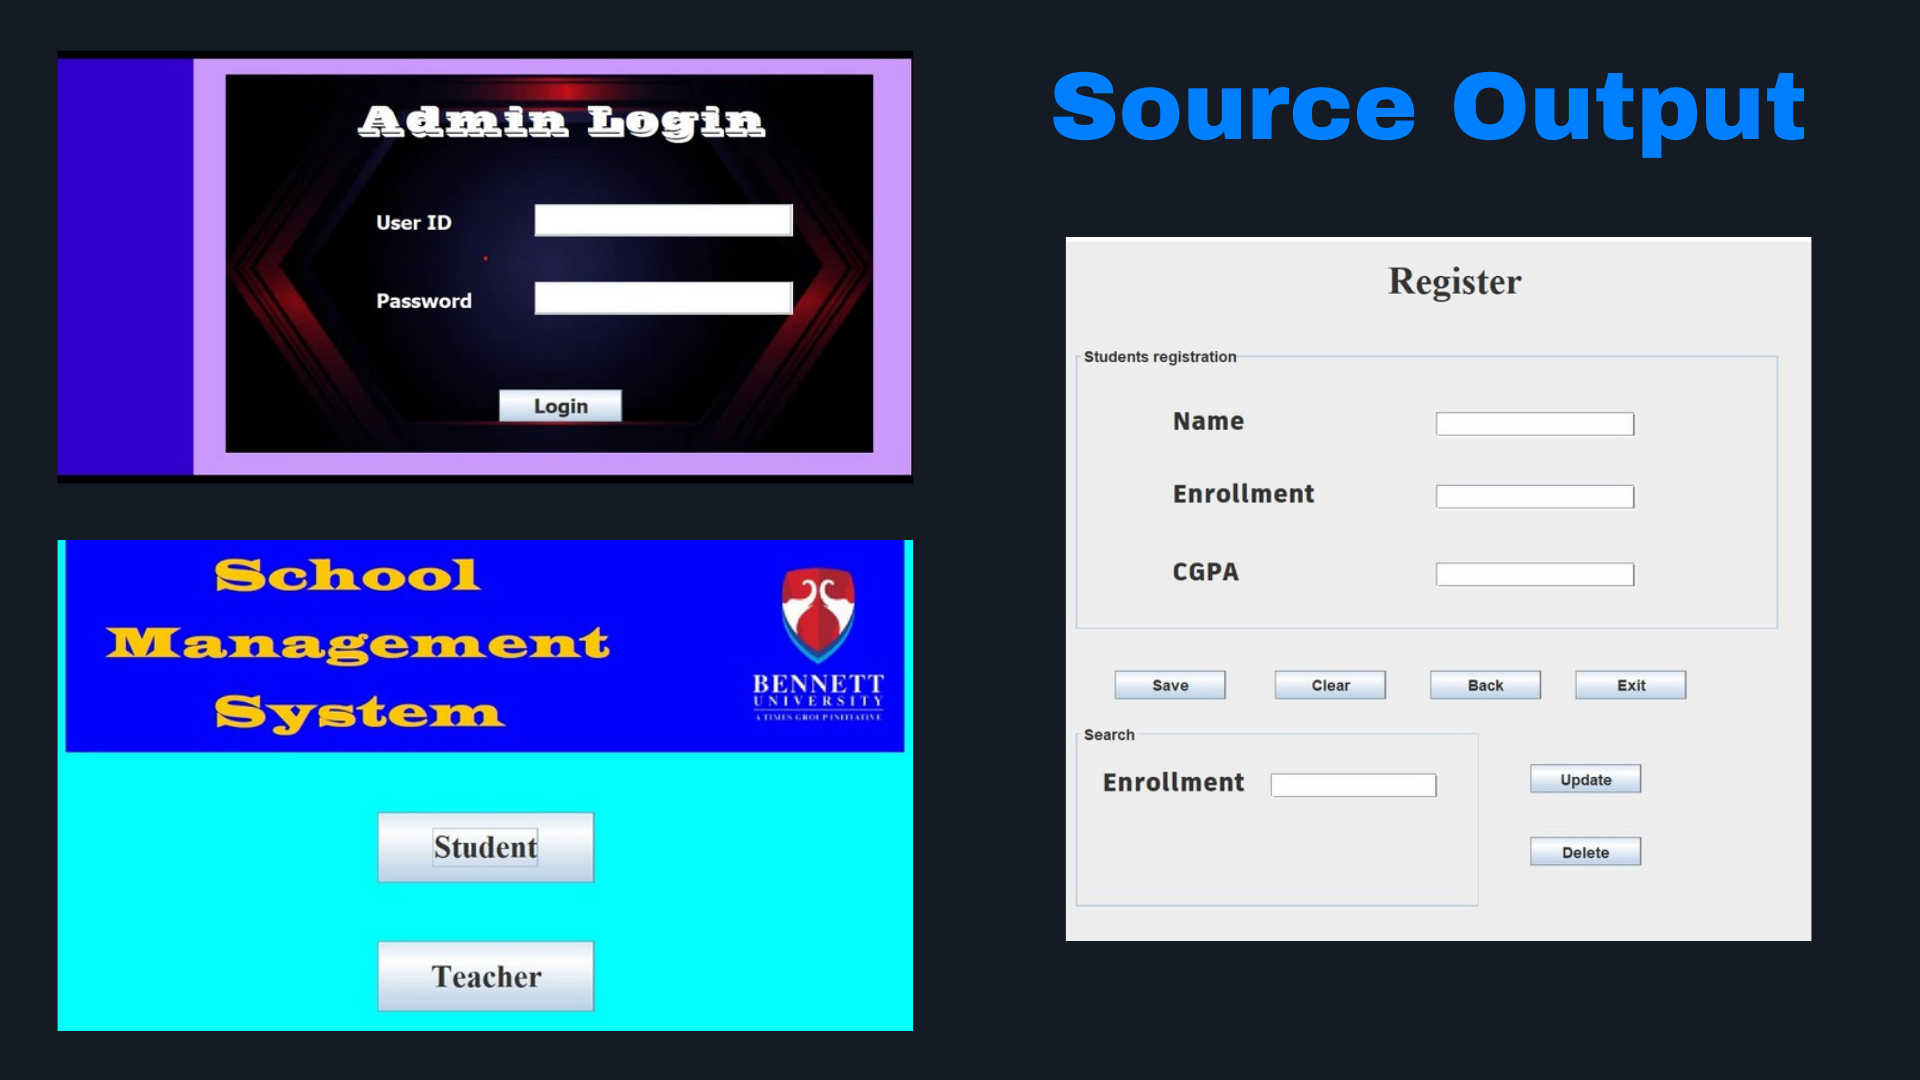 Source Output
Admin Login
User ID
Password
Login
School
Management
System
BENNETT
UNIVERSITY
A TIMES GROUP INITIATIVE
Student
Teacher
Register
Students registration
Name
Enrollment
CGPA
Save Clear Back Exit
Search
Enrollment
Update
Delete